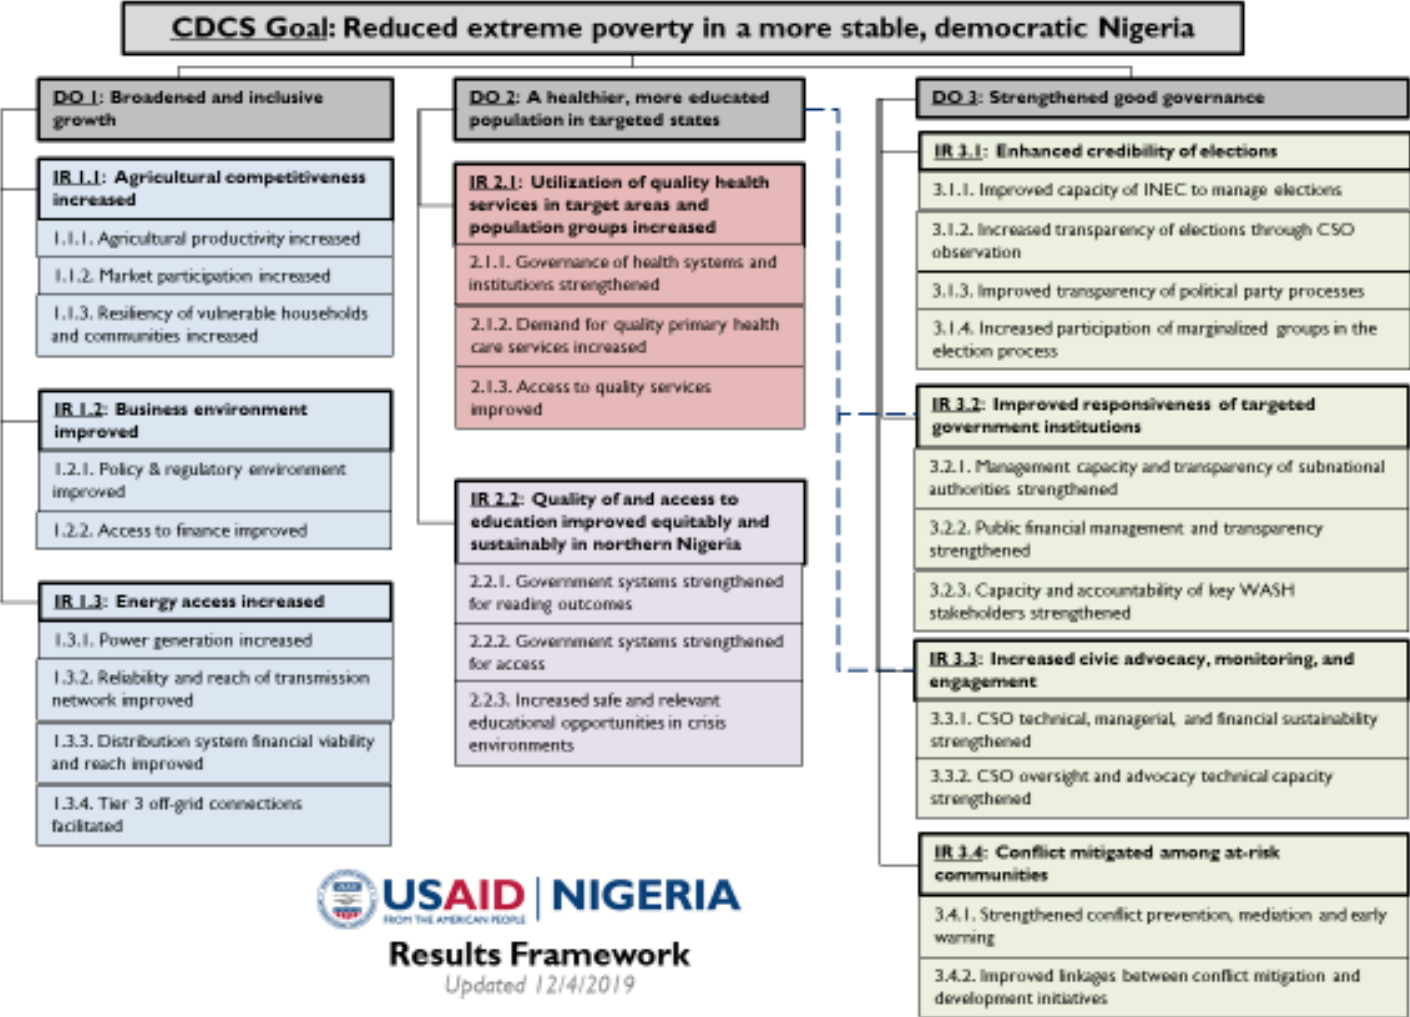 CDCS Goal: Reduced extreme poverty in a more stable, democratic Nigeria
DO 1: Broadened and inclusive
growth
IR 1.1: Agricultural competitiveness
increased
1.1.1. Agricultural productivity increased
1.1.2. Market participation increased
1.1.3. Resiliency of vulnerable households
and communities increased
IR 1.2: Business environment
improved
1.2.1. Policy & regulatory environment
improved
1.2.2. Access to finance improved
IR 1.3: Energy access increased
1.3.1. Power generation increased
1.3.2. Reliability and reach of transmission
network improved
1.3.3. Distribution system financial viability
and reach improved
1.3.4. Tier 3 off-grid connections
facilitated
DO 2: A healthier, more educated
population in targeted states
IR 2.1: Utilization of quality health
services in target areas and
population groups increased
2.1.1. Governance of health systems and
institutions strengthened
2.1.2. Demand for quality primary health
care services increased
2.1.3. Access to quality services
improved
IR 2.2: Quality of and access to
education improved equitably and
sustainably in northern Nigeria
2.2.1. Government systems strengthened
for reading outcomes
2.2.2. Government systems strengthened
for access
2.2.3. Increased safe and relevant
educational opportunities in crisis
environments
DO 3: Strengthened good governance
IR 3.1: Enhanced credibility of elections
3.1.1. Improved capacity of INEC to manage elections
3.1.2. Increased transparency of elections through CSO
observation
3.1.3. Improved transparency of political party processes
3.1.4. Increased participation of marginalized groups in the
election process
IR 3.2: Improved responsiveness of targeted
government institutions
3.2.1. Management capacity and transparency of subnational
authorities strengthened
3.2.2. Public financial management and transparency
strengthened
3.2.3. Capacity and accountability of key WASH
stakeholders strengthened
IR 3.3: Increased civic advocacy, monitoring, and
engagement
3.3.1. CSO technical, managerial, and financial sustainability
strengthened
3.3.2. CSO oversight and advocacy technical capacity
strengthened
IR 3.4: Conflict mitigated among at-risk
communities
3.4.1. Strengthened conflict prevention, mediation and early
warning
3.4.2. Improved linkages between conflict mitigation and
development initiatives
USAID | NIGERIA
FROM THE AMERICAN PEOPLE
Results Framework
Updated 12/4/2019